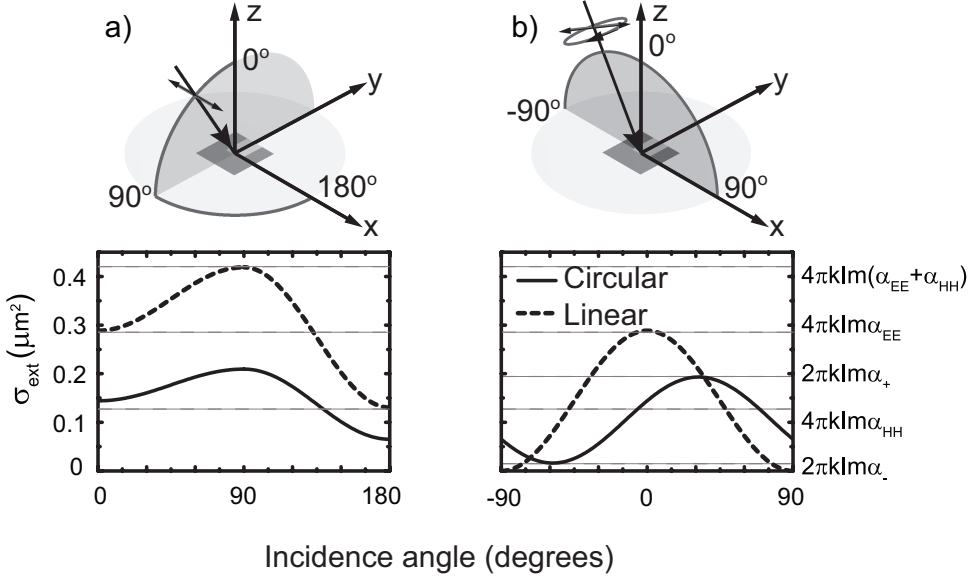 a)
z
0°
y
90°
180°
x
b)
z
0°
y
-90°
90°
x
σext (μm²)
0.4
0.3
0.2
0.1
0
0
90
180
Circular
Linear
4πkIm(αEE+αHH)
4πkImαEE
2πkImα+
4πkImαHH
2πkImα-
-90
0
90
Incidence angle (degrees)